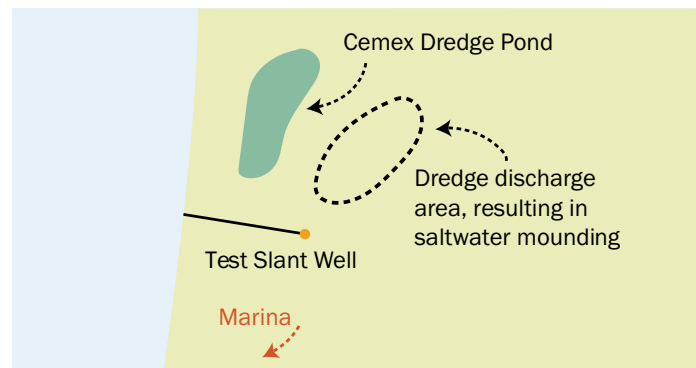 Cemex Dredge Pond
Dredge discharge
area, resulting in
saltwater mounding
Test Slant Well
Marina